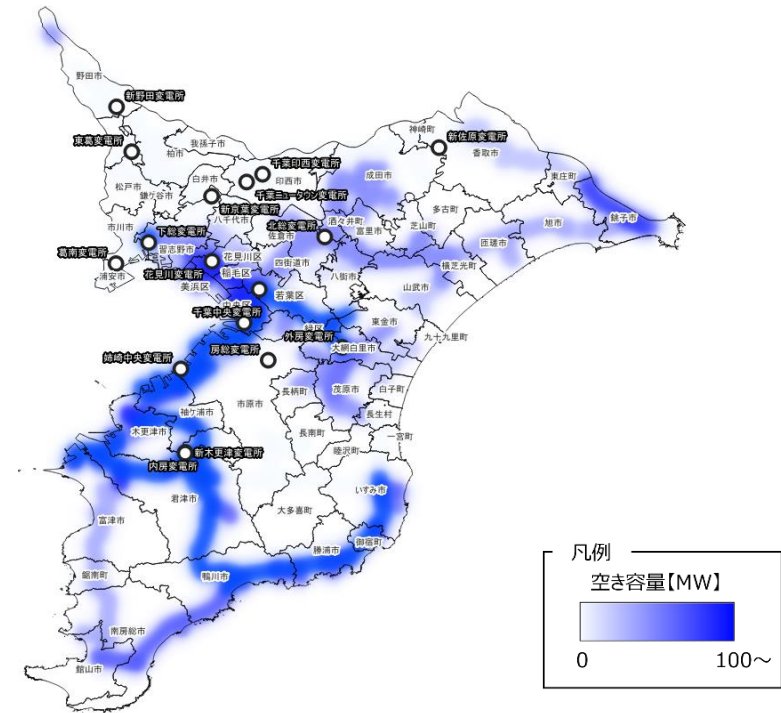 野田市
新野田変電所
東葛変電所
我孫子市
柏市
神崎町
新佐原変電所
香取市
千葉印西変電所
白井市
印西市
成田市
東庄町
松戸市
鎌ケ谷市
千葉ニュータウン変電所
新京葉変電所
多古町
銚子市
市川市
八千代市
北総変電所
酒々井町
富里市
芝山町
旭市
下総変電所
佐倉市
習志野市
匝瑳市
葛南変電所
浦安市
花見川区
四街道市
横芝光町
花見川変電所
稲毛区
八街市
美浜区
若葉区
山武市
中央区
千葉中央変電所
緑区
東金市
外房変電所
九十九里町
大網白里市
姉崎中央変電所
房総変電所
市原市
長柄町
茂原市
白子町
袖ケ浦市
長生村
木更津市
長南町
一宮町
新木更津変電所
睦沢町
内房変電所
君津市
いすみ市
富津市
大多喜町
御宿町
勝浦市
鋸南町
鴨川市
南房総市
館山市
凡例
空き容量【MW】
0
100～